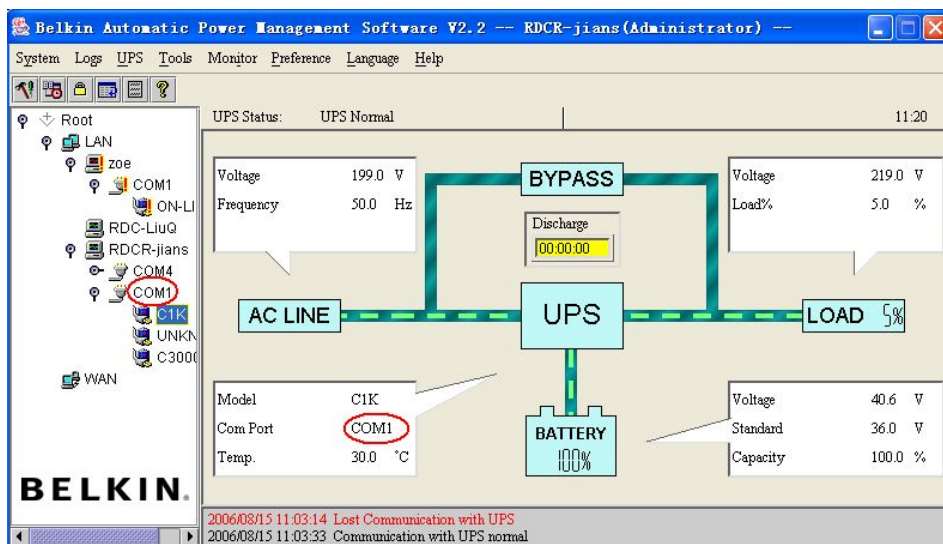 Belkin Automatic Power Management Software V2.2 -- RDCR-jians(Administrator) --
System Logs UPS Tools Monitor Preference Language Help
UPS Status: UPS Normal 11:20
Root
LAN
zoe
COM1
ON-LI
RDC-LiuQ
RDCR-jians
COM4
COM1
C1K
UNKN
C3000
WAN
BELKIN.
Voltage 199.0 V
Frequency 50.0 Hz
BYPASS
Discharge
00:00:00
Voltage 219.0 V
Load% 5.0 %
AC LINE
UPS
LOAD 5%
Model C1K
Com Port COM1
Temp. 30.0 °C
BATTERY
100%
Voltage 40.6 V
Standard 36.0 V
Capacity 100.0 %
2006/08/15 11:03:14 Lost Communication with UPS
2006/08/15 11:03:33 Communication with UPS normal